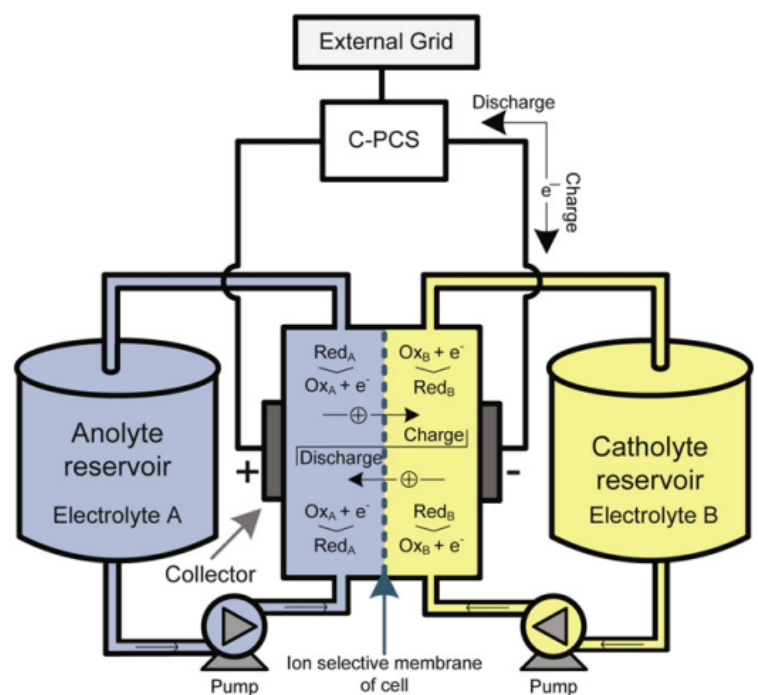 External Grid
C-PCS
Discharge
e⁻
Charge
Red_A
Ox_A + e⁻
Ox_B + e⁻
Red_B
⊕
Charge
Discharge
⊕
Ox_A + e⁻
Red_A
Red_B
Ox_B + e⁻
+
-
Anolyte
reservoir
Electrolyte A
Catholyte
reservoir
Electrolyte B
Collector
Pump
Ion selective membrane
of cell
Pump